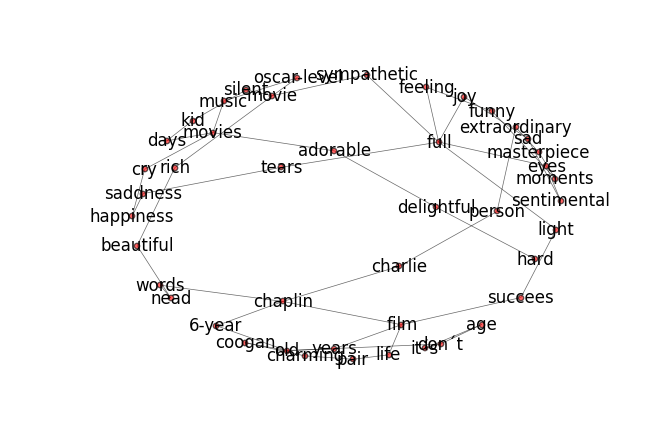 oscar-level
sympathetic
silent
movie
feeling
music
joy
kid
funny
movies
extraordinary
days
adorable
full
sad
masterpiece
cry
rich
tears
eyes
moments
saddness
sentimental
happiness
delightful
person
light
beautiful
charlie
hard
words
nead
chaplin
succees
6-year
film
age
coogan
old
years
it's
don´t
charming
pair
life